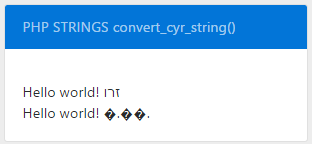 PHP STRINGS convert_cyr_string()
Hello world! זרו
Hello world! �.��.